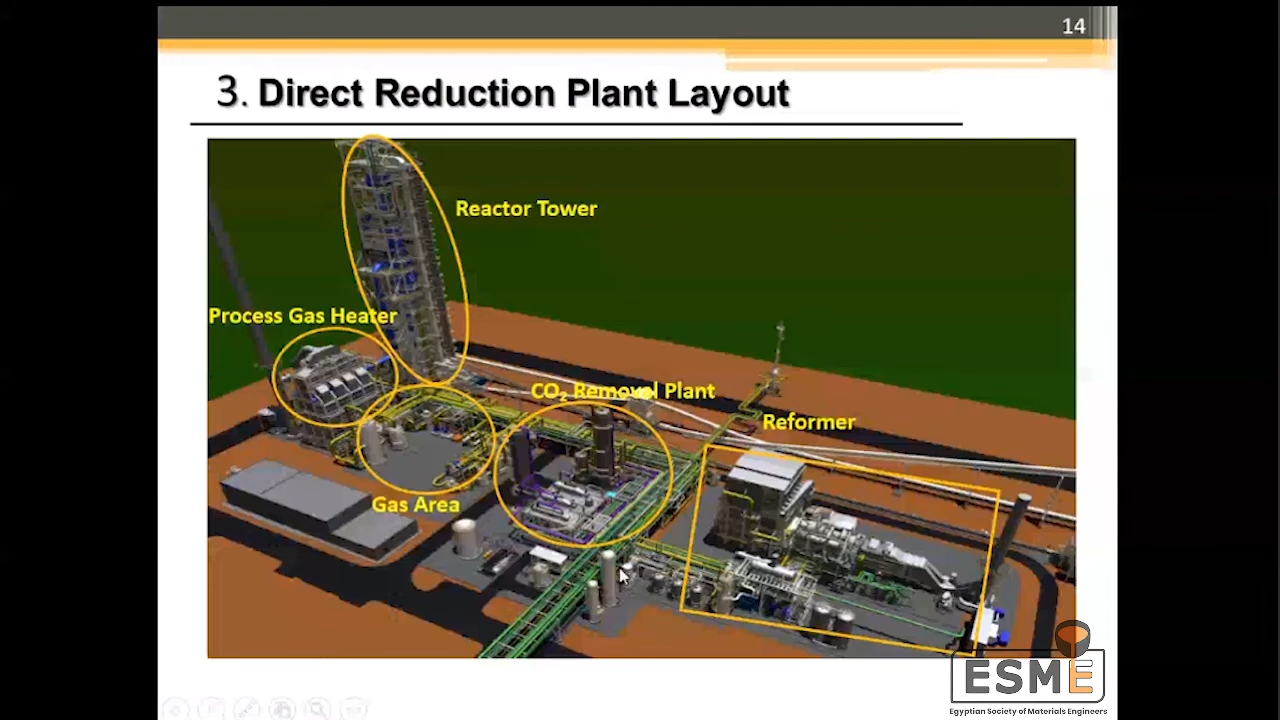 14
3. Direct Reduction Plant Layout
Reactor Tower
Process Gas Heater
CO₂ Removal Plant
Reformer
Gas Area
ESME
Egyptian Society of Materials Engineers